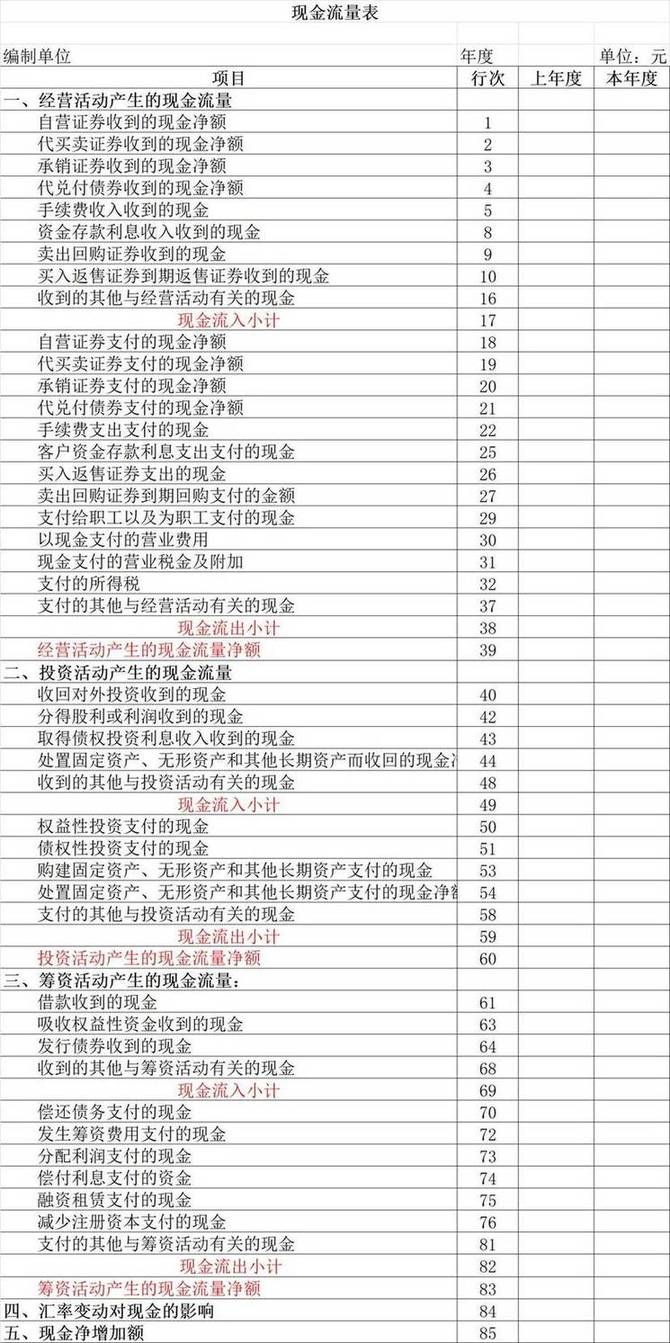 现金流量表
编制单位 年度 单位：元
项目 行次 上年度 本年度
一、经营活动产生的现金流量
自营证券收到的现金净额 1
代买卖证券收到的现金净额 2
承销证券收到的现金净额 3
代兑付债券收到的现金净额 4
手续费收入收到的现金 5
资金存款利息收入收到的现金 8
卖出回购证券收到的现金 9
买入返售证券到期返售证券收到的现金 10
收到的其他与经营活动有关的现金 16
现金流入小计 17
自营证券支付的现金净额 18
代买卖证券支付的现金净额 19
承销证券支付的现金净额 20
代兑付债券支付的现金净额 21
手续费支出支付的现金 22
客户资金存款利息支出支付的现金 25
买入返售证券支出的现金 26
卖出回购证券到期回购支付的金额 27
支付给职工以及为职工支付的现金 29
以现金支付的营业费用 30
现金支付的营业税金及附加 31
支付的所得税 32
支付的其他与经营活动有关的现金 37
现金流出小计 38
经营活动产生的现金流量净额 39
二、投资活动产生的现金流量
收回对外投资收到的现金 40
分得股利或利润收到的现金 42
取得债权投资利息收入收到的现金 43
处置固定资产、无形资产和其他长期资产而收回的现金 44
收到的其他与投资活动有关的现金 48
现金流入小计 49
权益性投资支付的现金 50
债权性投资支付的现金 51
购建固定资产、无形资产和其他长期资产支付的现金 53
处置固定资产、无形资产和其他长期资产支付的现金净 54
支付的其他与投资活动有关的现金 58
现金流出小计 59
投资活动产生的现金流量净额 60
三、筹资活动产生的现金流量：
借款收到的现金 61
吸收权益性资金收到的现金 63
发行债券收到的现金 64
收到的其他与筹资活动有关的现金 68
现金流入小计 69
偿还债务支付的现金 70
发生筹资费用支付的现金 72
分配利润支付的现金 73
偿付利息支付的资金 74
融资租赁支付的现金 75
减少注册资本支付的现金 76
支付的其他与筹资活动有关的现金 81
现金流出小计 82
筹资活动产生的现金流量净额 83
四、汇率变动对现金的影响 84
五、现金净增加额 85